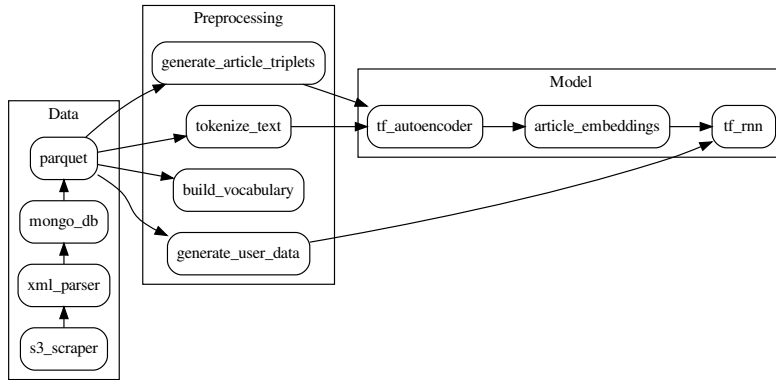 Data
parquet
mongo_db
xml_parser
s3_scraper
Preprocessing
generate_article_triplets
tokenize_text
build_vocabulary
generate_user_data
Model
tf_autoencoder
article_embeddings
tf_rnn